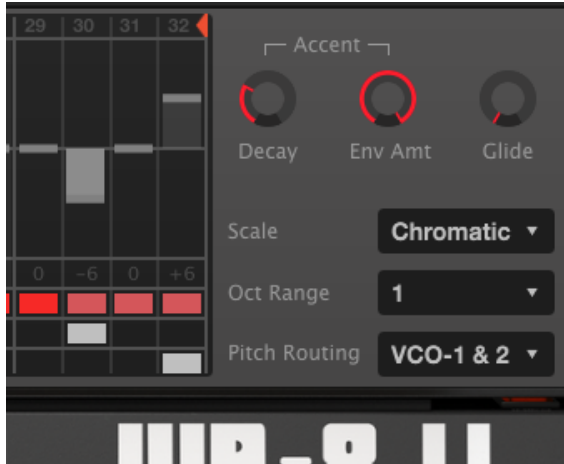 29 30 31 32
Accent
Decay Env Amt Glide
Scale Chromatic
0 -6 0 +6
Oct Range 1
Pitch Routing VCO-1 & 2